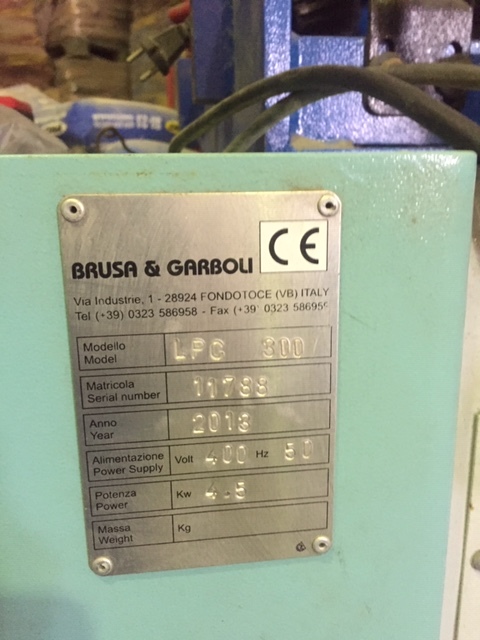 BRUSA & GARBOLI CE
Via Industrie, 1 - 28924 FONDOTOCE (VB) ITALY
Tel (+39) 0323 586958 - Fax (+39) 0323 586959
Modello
Model LPC 300/
Matricola
Serial number 11788
Anno
Year 2013
Alimentazione
Power Supply Volt 400 Hz 50
Potenza
Power Kw 4.5
Massa
Weight Kg